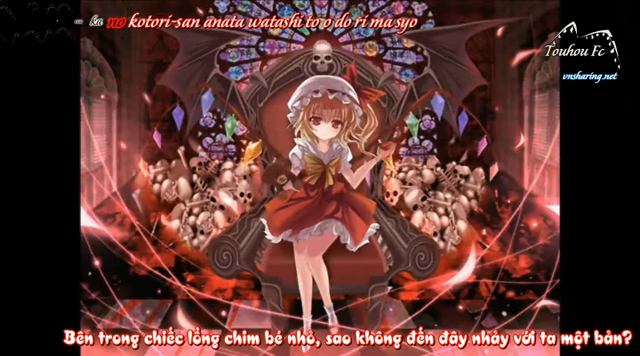 ka no kotori-san anata watashi to o do ri ma syo
Touhou Fc
vnsharing.net
Bên trong chiếc lồng chim bé nhỏ, sao không đến đây nhảy với ta một bản?